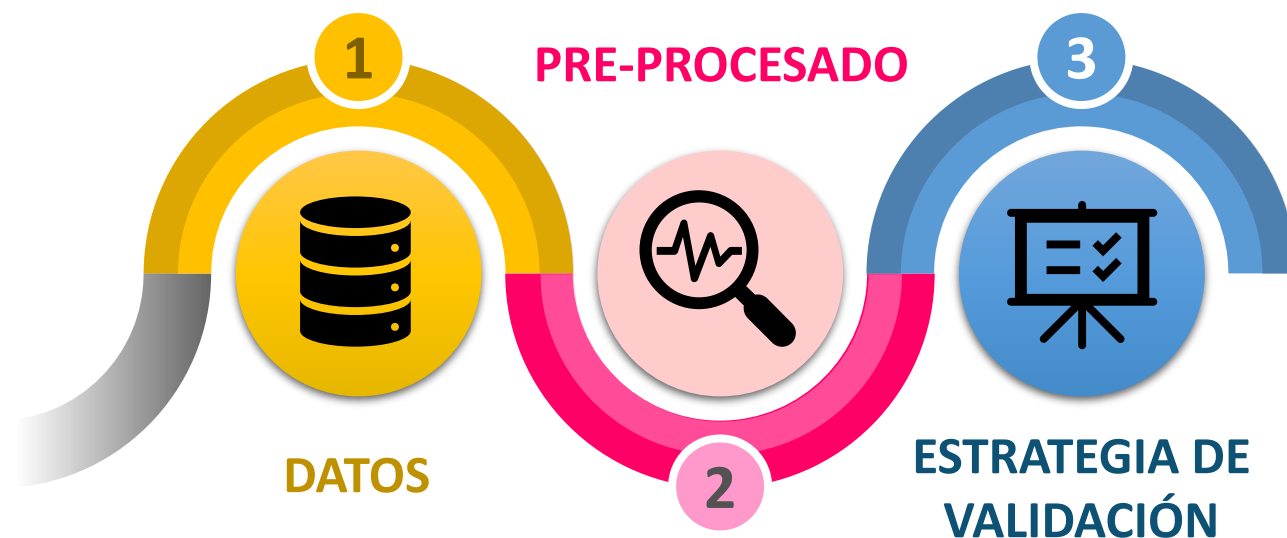 1
DATOS
PRE-PROCESADO
2
3
ESTRATEGIA DE
VALIDACIÓN